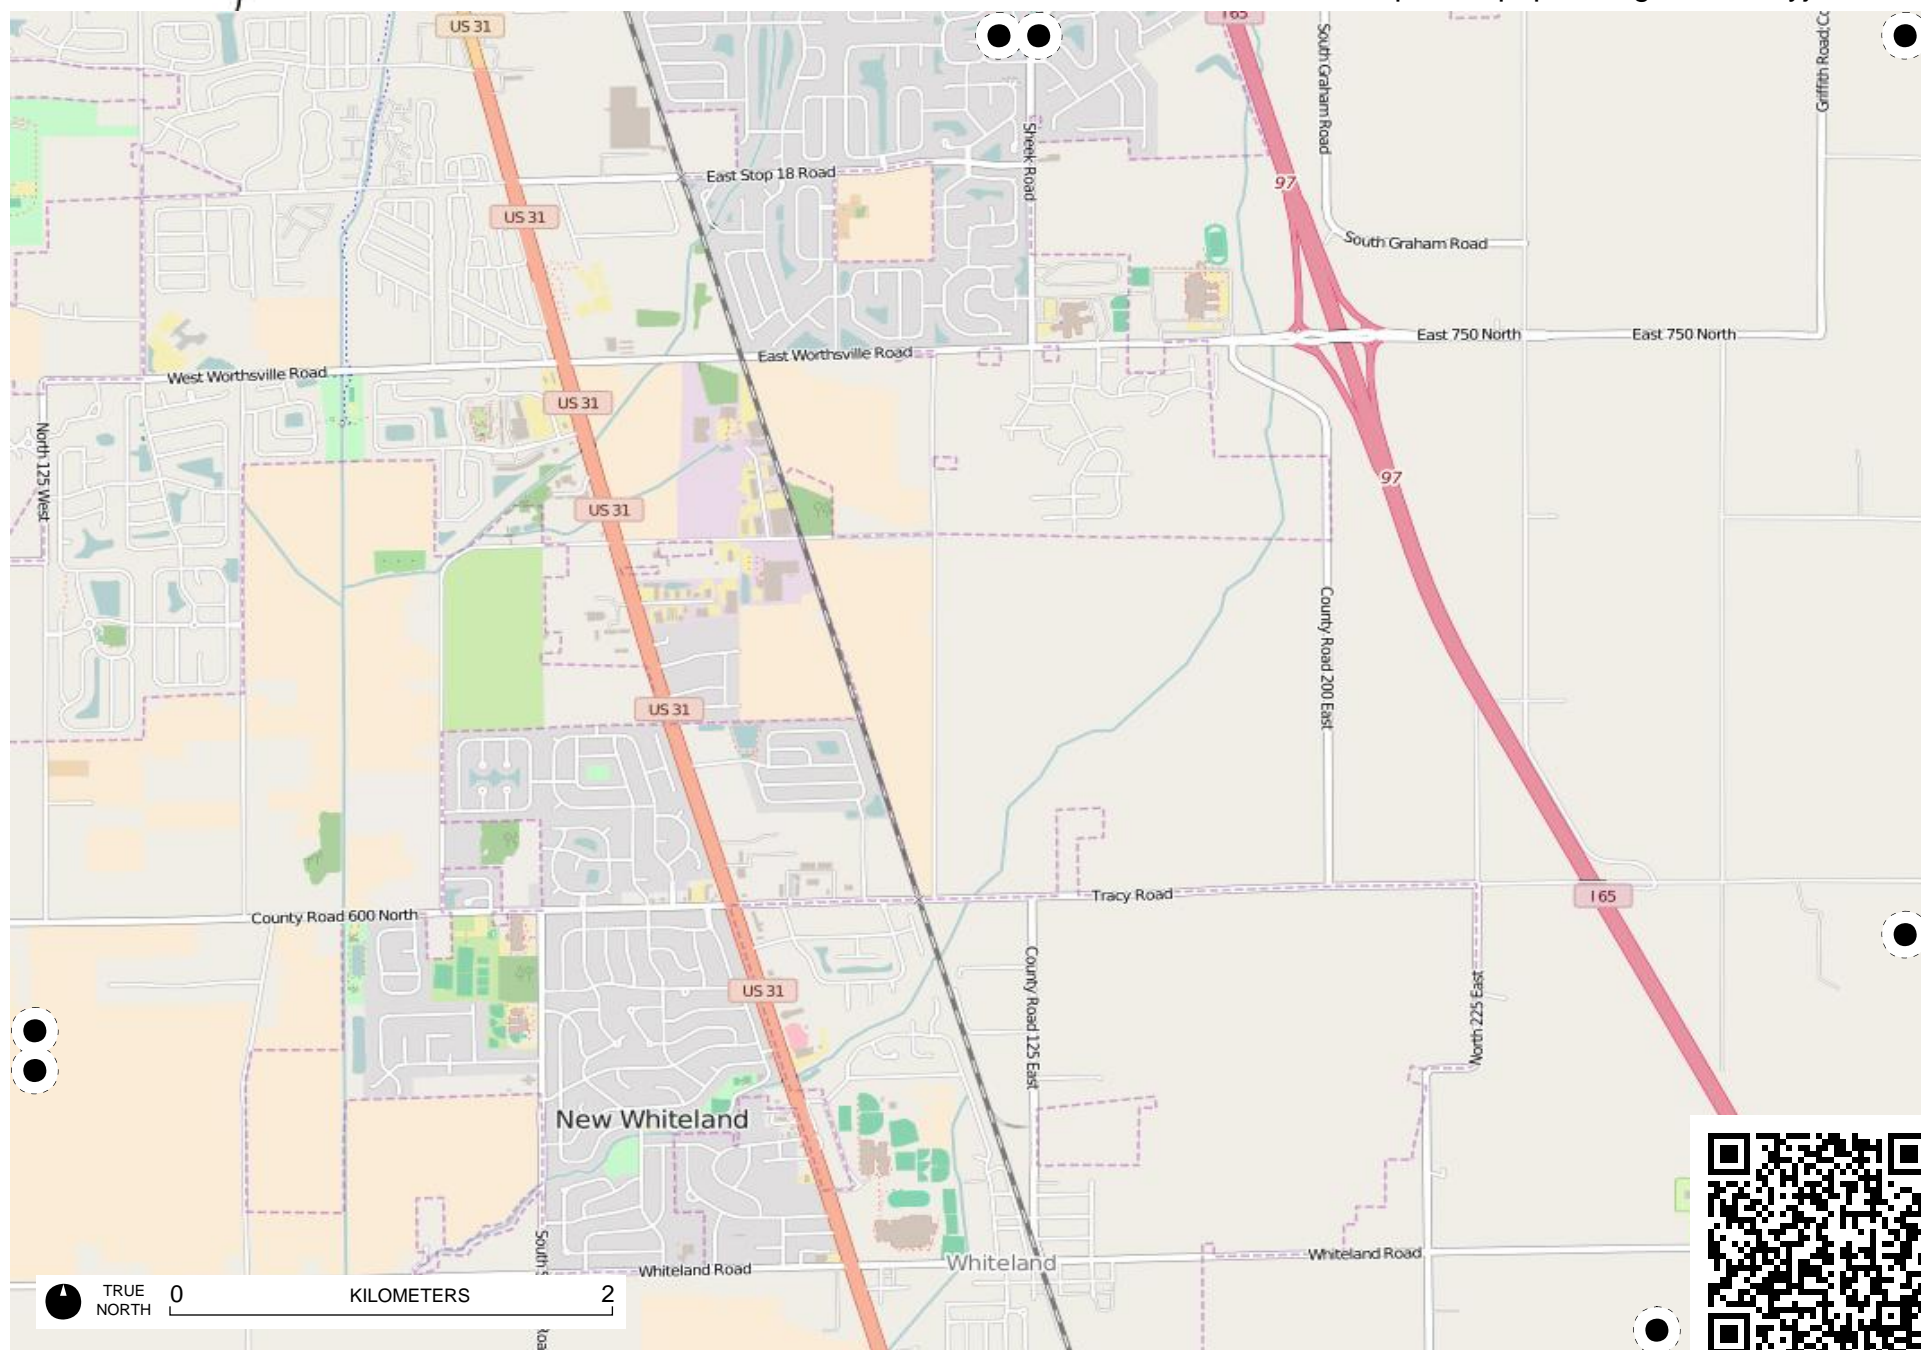 US 31
I 65
South Graham Road
Griffith Road;
Sheek Road
East Stop 18 Road
97
US 31
South Graham Road
East 750 North
East 750 North
East Worthsville Road
West Worthsville Road
US 31
North 125 West
97
US 31
County Road 200 East
US 31
Tracy Road
I 65
County Road 600 North
County Road 125 East
North 225 East
US 31
New Whiteland
South
Whiteland Road
Whiteland
Whiteland Road
TRUE
NORTH
0
KILOMETERS
2